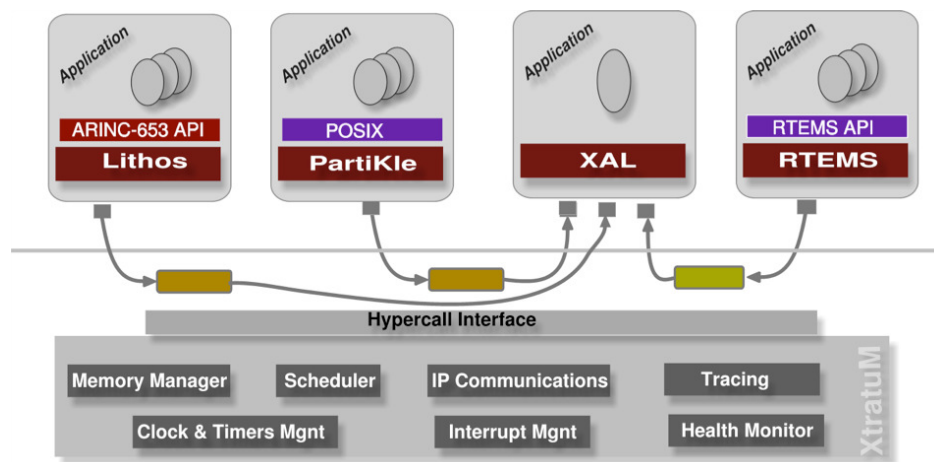 Application
ARINC-653 API
Lithos
Application
POSIX
PartiKle
Application
XAL
Application
RTEMS API
RTEMS
Hypercall Interface
Memory Manager
Scheduler
IP Communications
Tracing
Clock & Timers Mgnt
Interrupt Mgnt
Health Monitor
XtratuM